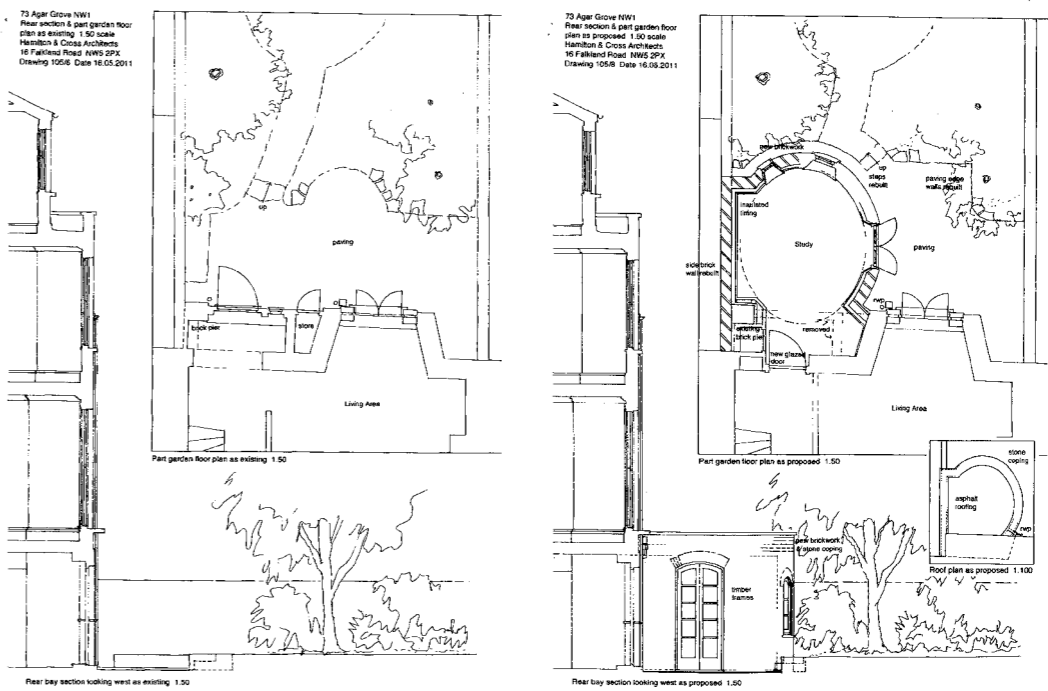 73 Agar Grove NW1
Rear section & part garden floor
plan as existing 1.50 scale
Hamilton & Cross Architects
16 Falkland Road NW5 2PX
Drawing 105/6 Date 16.05.2011
up
paving
brick pier
store
Living Area
Part garden floor plan as existing 1.50
Rear bay section looking west as existing 1.50
73 Agar Grove NW1
Rear section & part garden floor
plan as proposed 1.50 scale
Hamilton & Cross Architects
16 Falkland Road NW5 2PX
Drawing 105/8 Date 16.05.2011
new brickwork
up
steps
rebuilt
paving edge
walls rebuilt
insulated
lining
Study
paving
side brick
wall rebuilt
rwp
existing
brick pier
removed
new glazed
door
Living Area
Part garden floor plan as proposed 1.50
stone
coping
asphalt
roofing
rwp
Roof plan as proposed 1.100
new brickwork
& stone coping
timber
frames
Rear bay section looking west as proposed 1.50